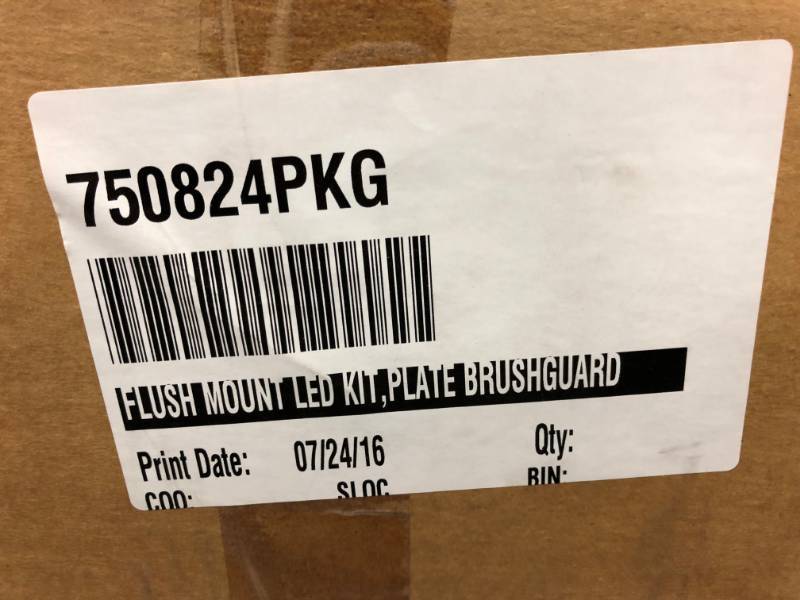 750824PKG
FLUSH MOUNT LED KIT,PLATE BRUSHGUARD
Print Date: 07/24/16 Qty:
COO: SLOC BIN: